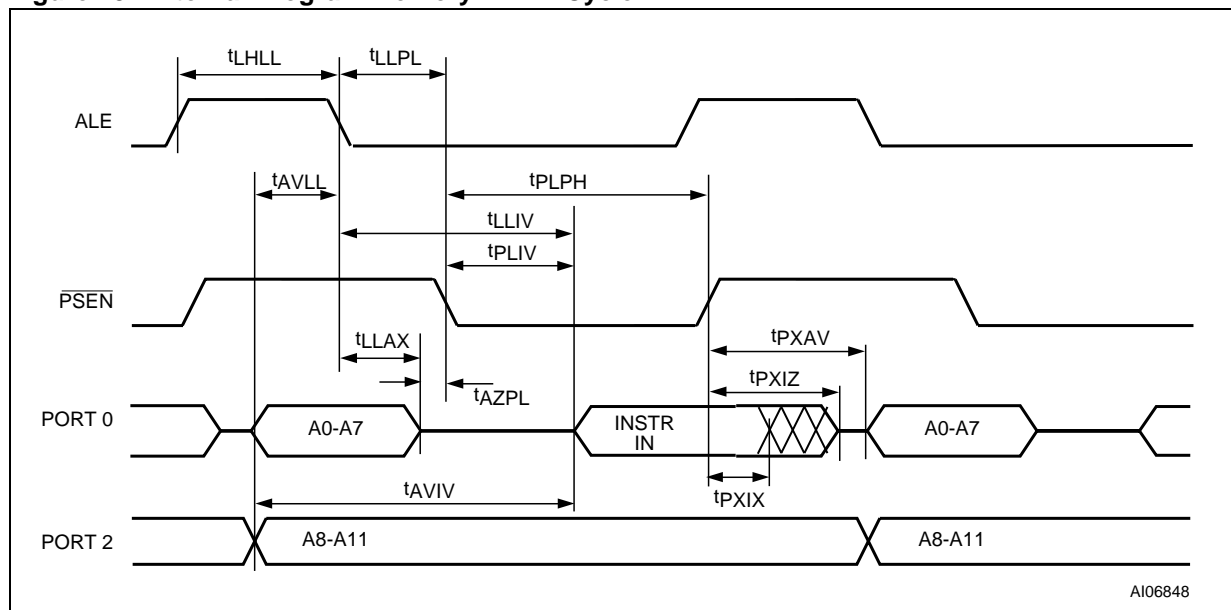 tLHLL tLLPL
ALE
tAVLL tPLPH
tLLIV
tPLIV
PSEN
tLLAX tPXAV
tPXIZ
tAZPL
PORT 0 A0-A7 INSTR IN A0-A7
tPXIX
tAVIV
PORT 2 A8-A11 A8-A11
AI06848